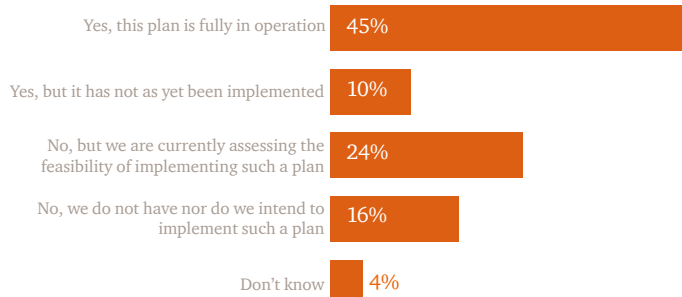 Yes, this plan is fully in operation 45%
Yes, but it has not as yet been implemented 10%
No, but we are currently assessing the
feasibility of implementing such a plan 24%
No, we do not have nor do we intend to
implement such a plan 16%
Don’t know 4%